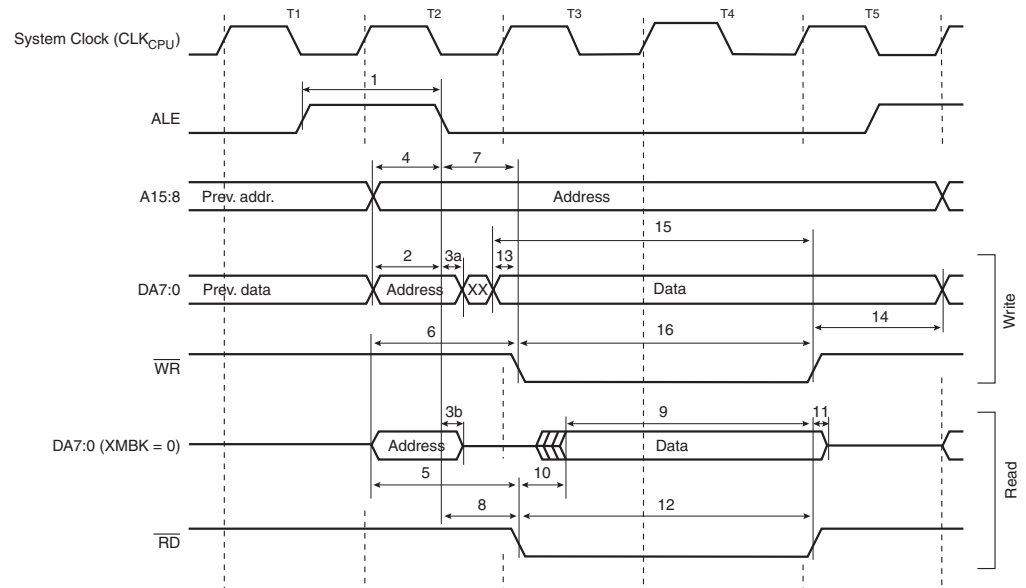 T1 T2 T3 T4 T5
System Clock (CLKCPU)
1
ALE
4 7
A15:8 Prev. addr. Address
15
2 3a 13
DA7:0 Prev. data Address XX Data
14
6 16
WR
Write
3b 9 11
DA7:0 (XMBK = 0) Address Data
5 10
8 12
RD
Read